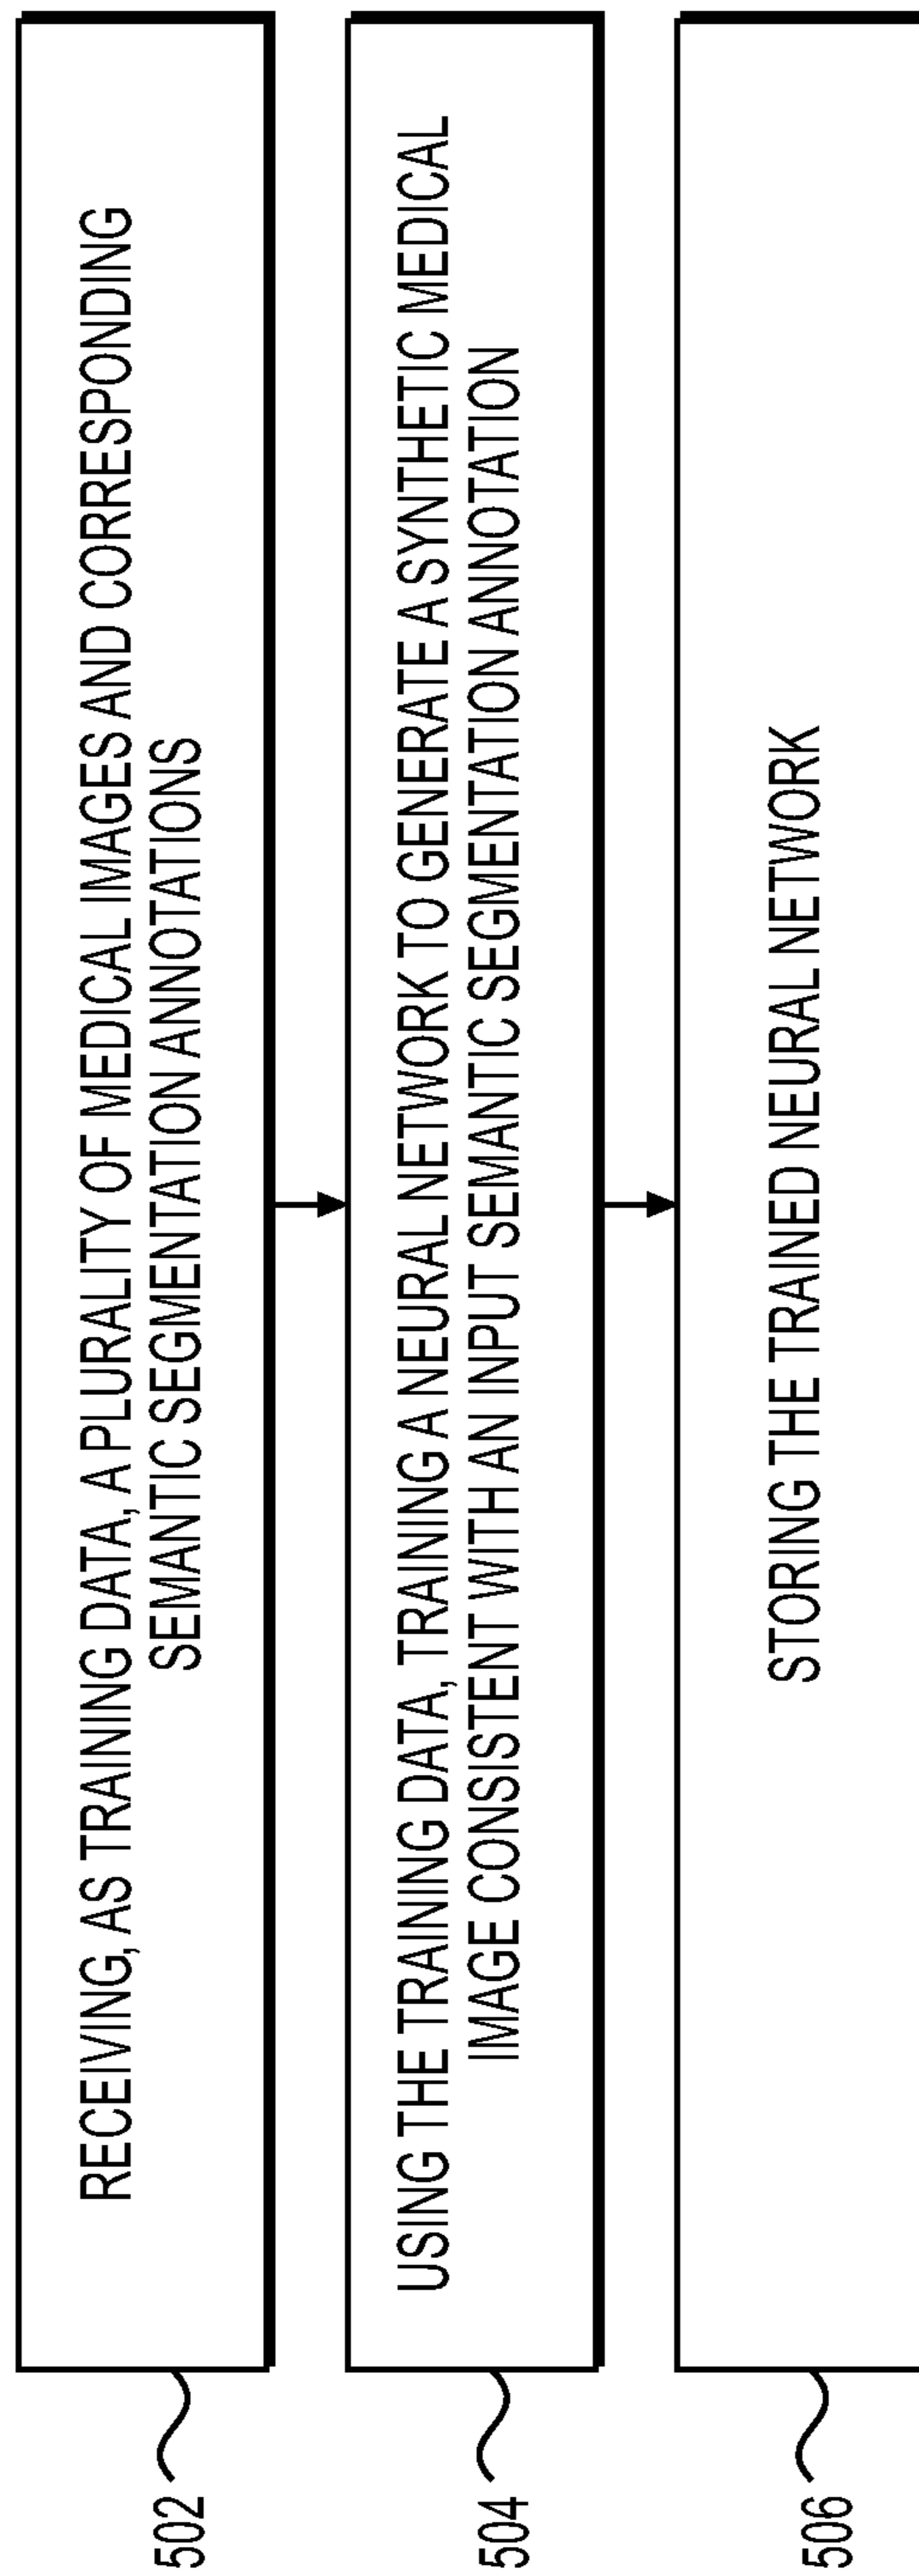 502
RECEIVING, AS TRAINING DATA, A PLURALITY OF MEDICAL IMAGES AND CORRESPONDING
SEMANTIC SEGMENTATION ANNOTATIONS
504
USING THE TRAINING DATA, TRAINING A NEURAL NETWORK TO GENERATE A SYNTHETIC MEDICAL
IMAGE CONSISTENT WITH AN INPUT SEMANTIC SEGMENTATION ANNOTATION
506
STORING THE TRAINED NEURAL NETWORK